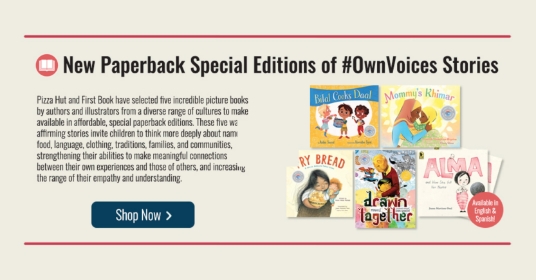 New Paperback Special Editions of #OwnVoices Stories
Pizza Hut and First Book have selected five incredible picture books
by authors and illustrators from a diverse range of cultures to make
available in affordable, special paperback editions. These five wa
affirming stories invite children to think more deeply about nam
food, language, clothing, traditions, families, and communities,
strengthening their abilities to make meaningful connections
between their own experiences and those of others, and increasing
the range of their empathy and understanding.
Shop Now >
Bilal Cooks Daal
Mommy's Khimar
RY BREAD
drawn
together
ALMA
Available in
English &
Spanish!